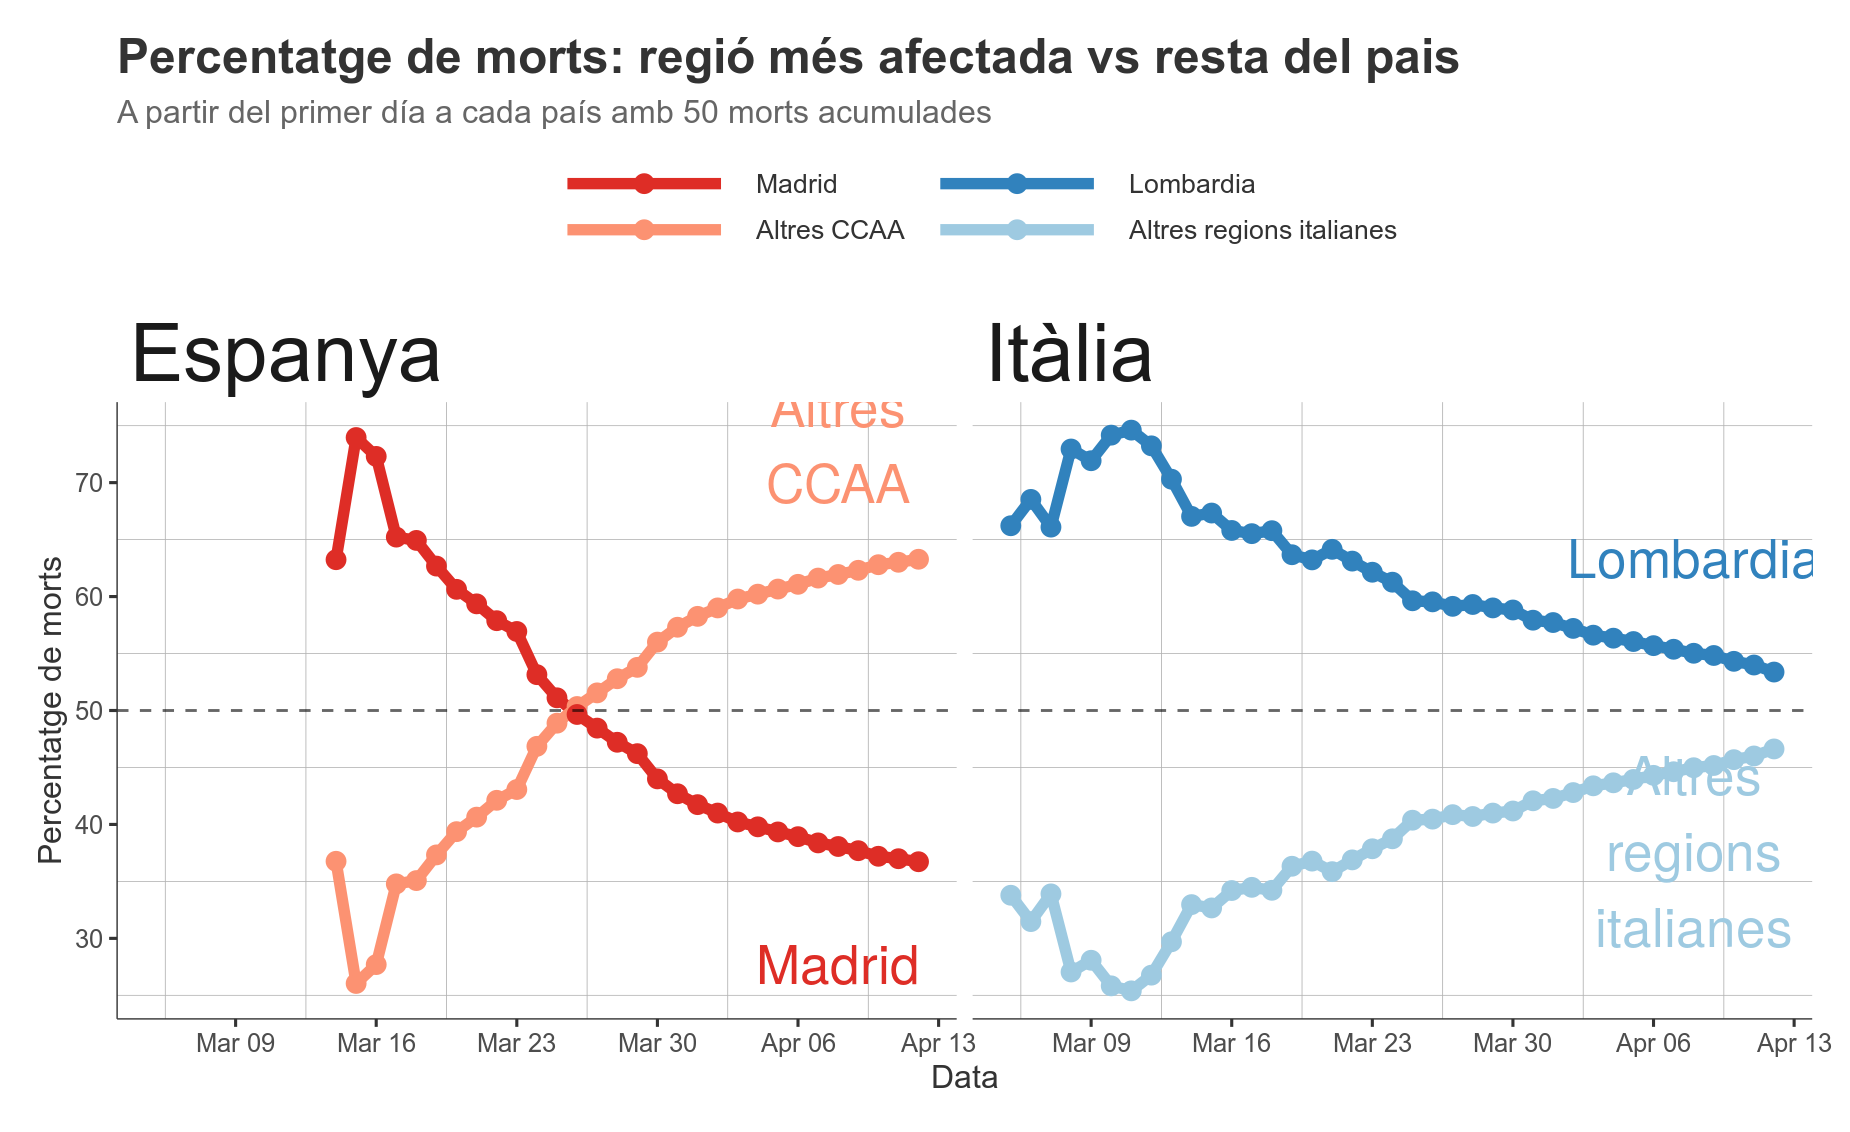 Percentatge de morts: regió més afectada vs resta del pais
A partir del primer día a cada país amb 50 morts acumulades
Madrid
Lombardia
Altres CCAA
Altres regions italianes
Espanya
Itàlia
Altres
CCAA
Madrid
Lombardia
Altres
regions
italianes
Percentatge de morts
70
60
50
40
30
Mar 09 Mar 16 Mar 23 Mar 30 Apr 06 Apr 13
Mar 09 Mar 16 Mar 23 Mar 30 Apr 06 Apr 13
Data